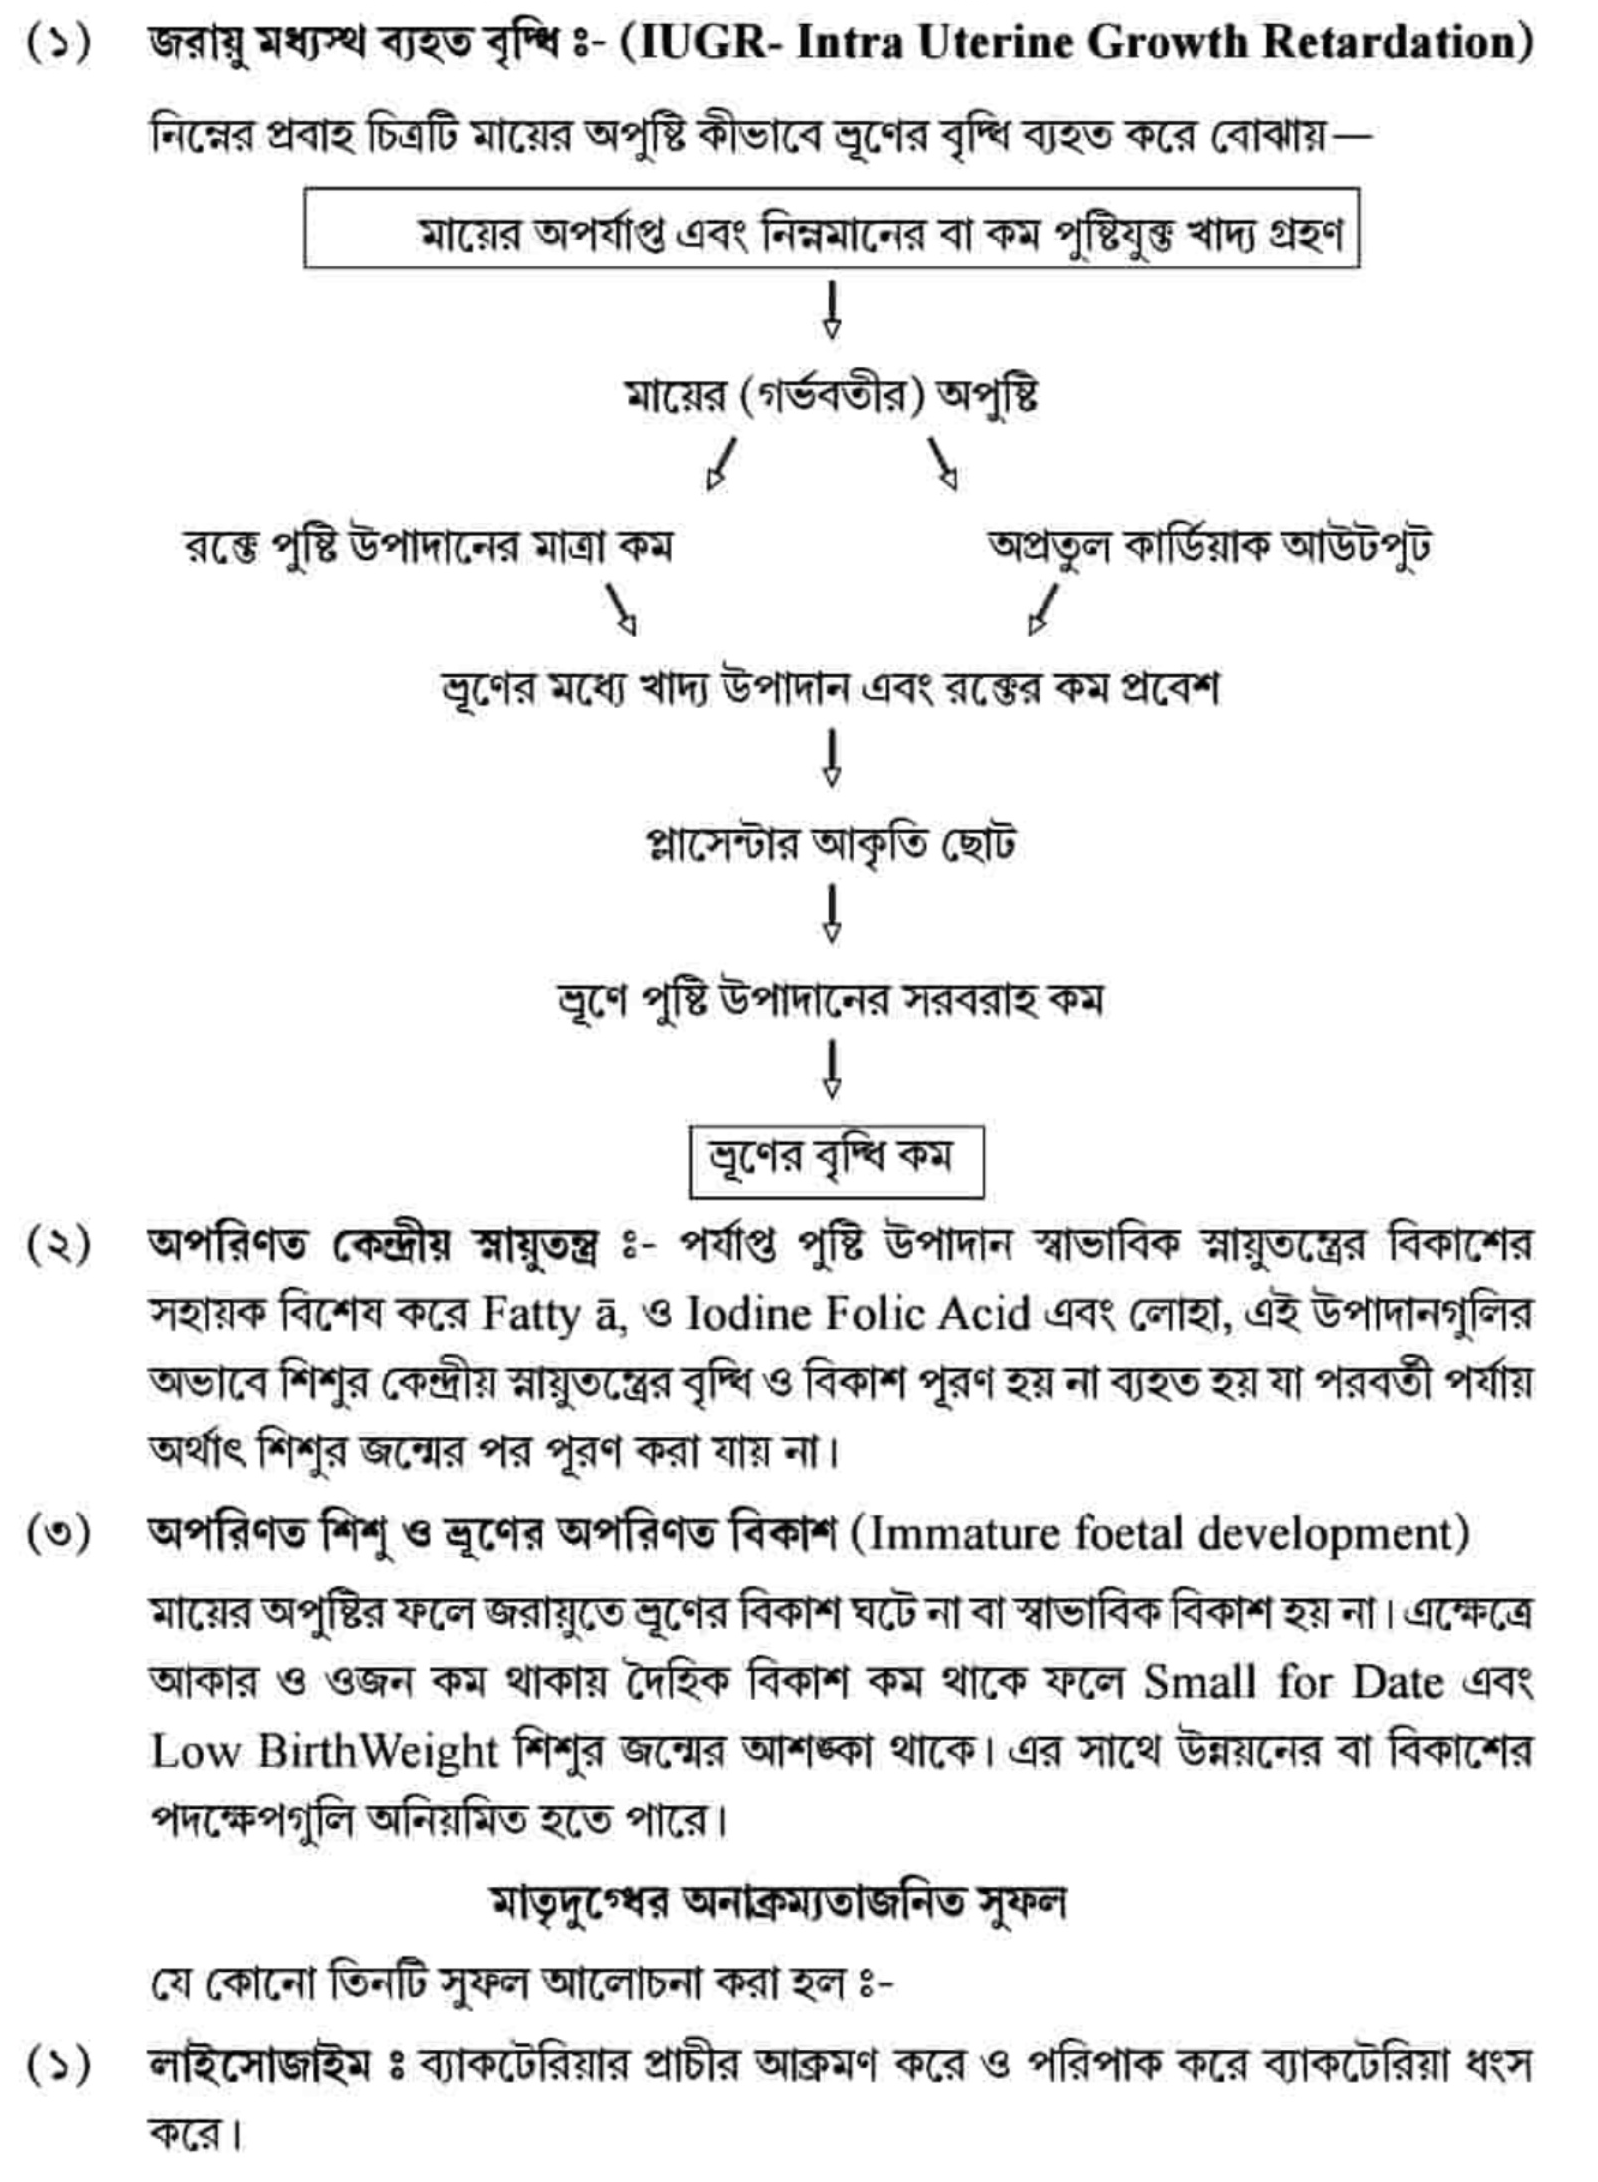 (১) জরায়ু মধ্যস্থ ব্যহত বৃদ্ধি ঃ- (IUGR- Intra Uterine Growth Retardation)
নিম্নের প্রবাহ চিত্রটি মায়ের অপুষ্টি কীভাবে ভ্রূণের বৃদ্ধি ব্যহত করে বোঝায়—
মায়ের অপর্যাপ্ত এবং নিম্নমানের বা কম পুষ্টিযুক্ত খাদ্য গ্রহণ
মায়ের (গর্ভবতীর) অপুষ্টি
রক্তে পুষ্টি উপাদানের মাত্রা কম
অপ্রতুল কার্ডিয়াক আউটপুট
ভ্রূণের মধ্যে খাদ্য উপাদান এবং রক্তের কম প্রবেশ
প্লাসেন্টার আকৃতি ছোট
ভ্রূণে পুষ্টি উপাদানের সরবরাহ কম
ভ্রূণের বৃদ্ধি কম
(২) অপরিণত কেন্দ্রীয় স্নায়ুতন্ত্র ঃ- পর্যাপ্ত পুষ্টি উপাদান স্বাভাবিক স্নায়ুতন্ত্রের বিকাশের
সহায়ক বিশেষ করে Fatty ā, ও Iodine Folic Acid এবং লোহা, এই উপাদানগুলির
অভাবে শিশুর কেন্দ্রীয় স্নায়ুতন্ত্রের বৃদ্ধি ও বিকাশ পূরণ হয় না ব্যহত হয় যা পরবর্তী পর্যায়
অর্থাৎ শিশুর জন্মের পর পূরণ করা যায় না।
(৩) অপরিণত শিশু ও ভ্রূণের অপরিণত বিকাশ (Immature foetal development)
মায়ের অপুষ্টির ফলে জরায়ুতে ভ্রূণের বিকাশ ঘটে না বা স্বাভাবিক বিকাশ হয় না। এক্ষেত্রে
আকার ও ওজন কম থাকায় দৈহিক বিকাশ কম থাকে ফলে Small for Date এবং
Low BirthWeight শিশুর জন্মের আশঙ্কা থাকে। এর সাথে উন্নয়নের বা বিকাশের
পদক্ষেপগুলি অনিয়মিত হতে পারে।
মাতৃদুগ্ধের অনাক্রম্যতাজনিত সুফল
যে কোনো তিনটি সুফল আলোচনা করা হল ঃ-
(১) লাইসোজাইম ঃ ব্যাকটেরিয়ার প্রাচীর আক্রমণ করে ও পরিপাক করে ব্যাকটেরিয়া ধংস
করে।